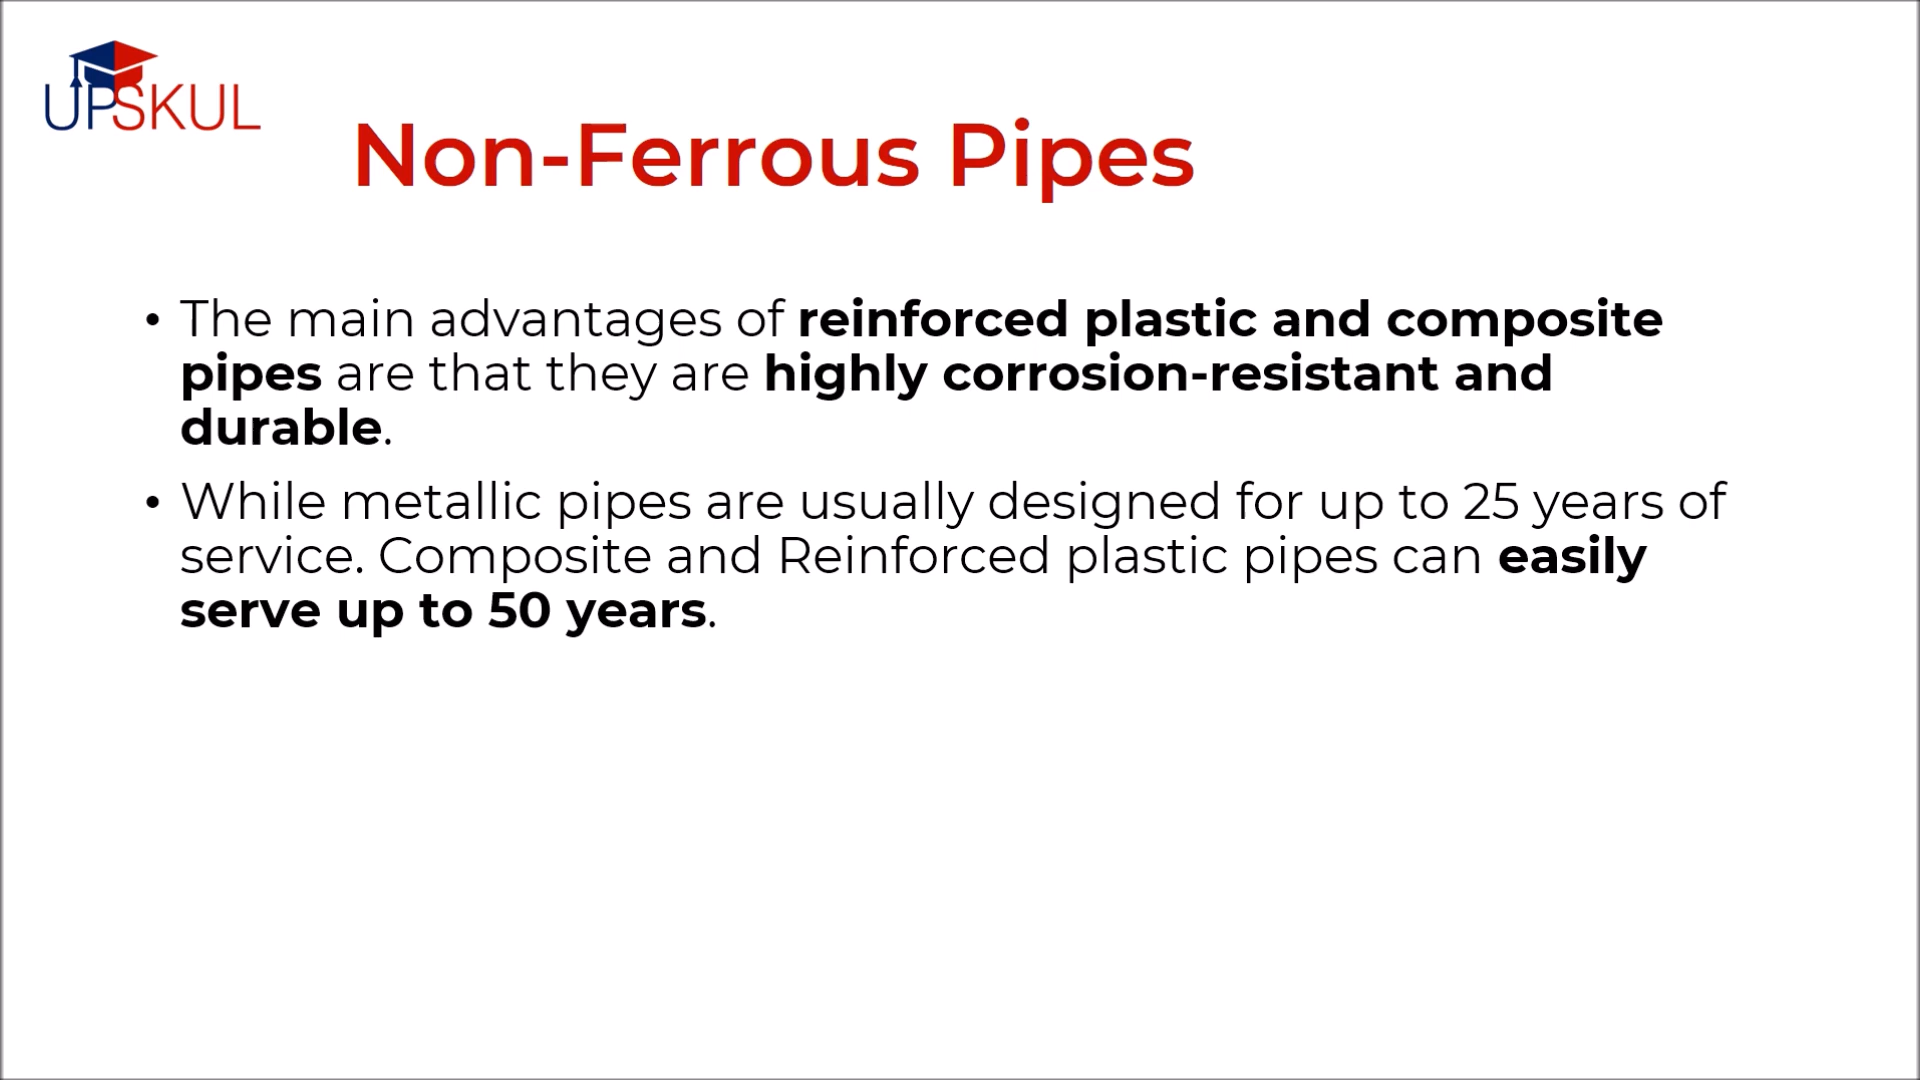 UPSKUL
Non-Ferrous Pipes
• The main advantages of reinforced plastic and composite
pipes are that they are highly corrosion-resistant and
durable.
• While metallic pipes are usually designed for up to 25 years of
service. Composite and Reinforced plastic pipes can easily
serve up to 50 years.